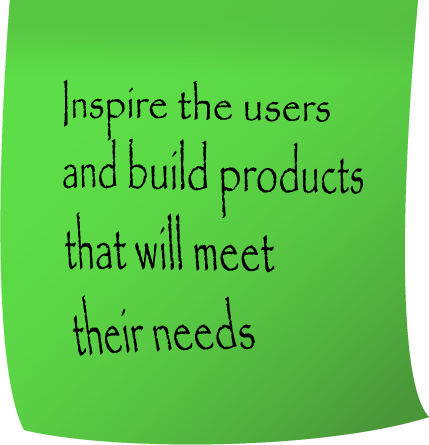 Inspire the users
and build products
that will meet
their needs